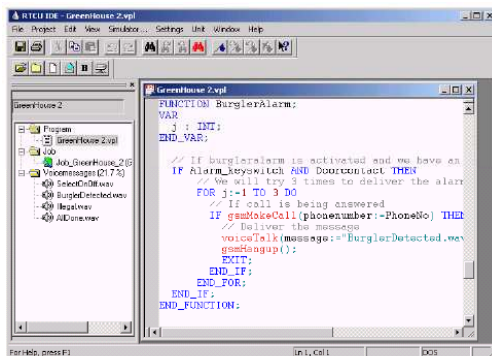 RTCU IDE - GreenHouse 2.vpl
File Project Edit View Simulator... Settings Unit Window Help
GreenHouse 2
Program
GreenHouse 2.vpl
Job
Job_GreenHouse_2 (G
Voicemessages (21.7 %)
SelectOnOff.wav
BurglerDetected.wav
Illegal.wav
AllDone.wav
GreenHouse 2.vpl
FUNCTION BurglerAlarm;
VAR
j : INT;
END_VAR;
// If burgleralarm is activated and we have an
IF Alarm_keyswitch AND Doorcontact THEN
// We will try 3 times to deliver the alarm
FOR j:=1 TO 3 DO
// If call is being answered
IF gsmMakeCall(phonenumber:=PhoneNo) THEN
// Deliver the message
voiceTalk(message:="BurglerDetected.wav
gsmHangup();
EXIT;
END_IF;
END_FOR;
END_IF;
END_FUNCTION;
For Help, press F1
Ln 1, Col 1
DOS